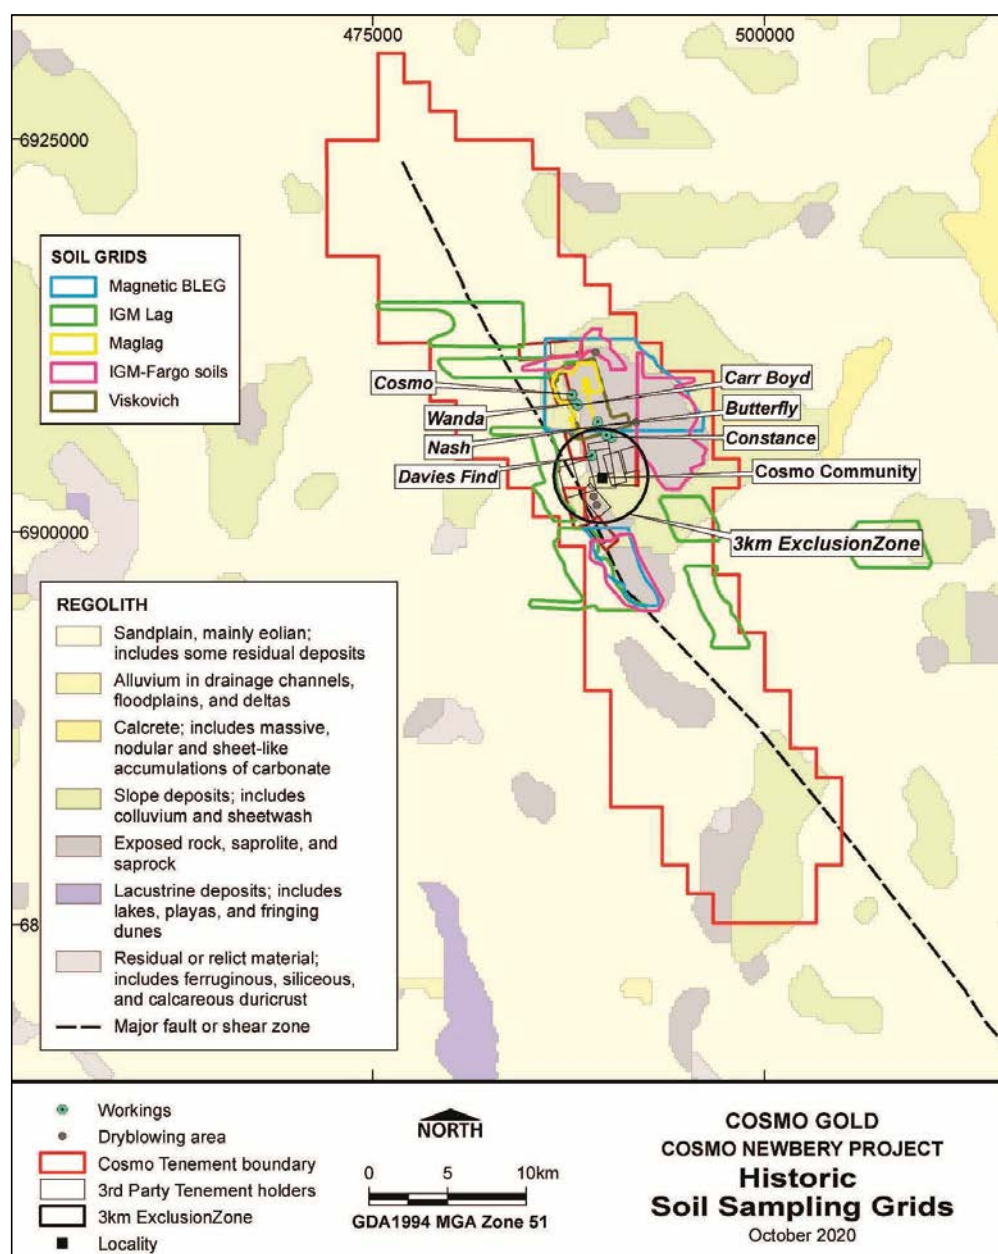 475000
500000
6925000
SOIL GRIDS
Magnetic BLEG
IGM Lag
Maglag
IGM-Fargo soils
Viskovich
Cosmo
Carr Boyd
Wanda
Butterfly
Nash
Constance
Davies Find
Cosmo Community
6900000
3km ExclusionZone
REGOLITH
Sandplain, mainly eolian;
includes some residual deposits
Alluvium in drainage channels,
floodplains, and deltas
Calcrete; includes massive,
nodular and sheet-like
accumulations of carbonate
Slope deposits; includes
colluvium and sheetwash
Exposed rock, saprolite, and
saprock
Lacustrine deposits; includes
lakes, playas, and fringing
dunes
68
Residual or relict material;
includes ferruginous, siliceous,
and calcareous duricrust
Major fault or shear zone
Workings
Dryblowing area
Cosmo Tenement boundary
3rd Party Tenement holders
3km ExclusionZone
Locality
NORTH
0 5 10km
GDA1994 MGA Zone 51
COSMO GOLD
COSMO NEWBERY PROJECT
Historic
Soil Sampling Grids
October 2020